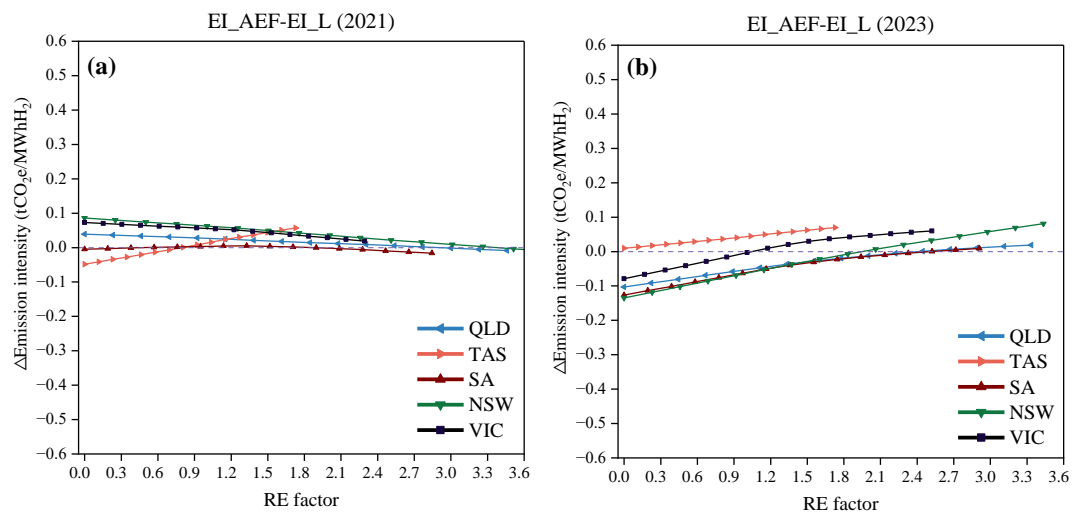 EI_AEF-EI_L (2021)
(a)
ΔEmission intensity (tCO₂e/MWhH₂)
0.6
0.5
0.4
0.3
0.2
0.1
0.0
−0.1
−0.2
−0.3
−0.4
−0.5
−0.6
QLD
TAS
SA
NSW
VIC
0.0 0.3 0.6 0.9 1.2 1.5 1.8 2.1 2.4 2.7 3.0 3.3 3.6
RE factor
EI_AEF-EI_L (2023)
(b)
ΔEmission intensity (tCO₂e/MWhH₂)
0.6
0.5
0.4
0.3
0.2
0.1
0.0
−0.1
−0.2
−0.3
−0.4
−0.5
−0.6
QLD
TAS
SA
NSW
VIC
0.0 0.3 0.6 0.9 1.2 1.5 1.8 2.1 2.4 2.7 3.0 3.3 3.6
RE factor